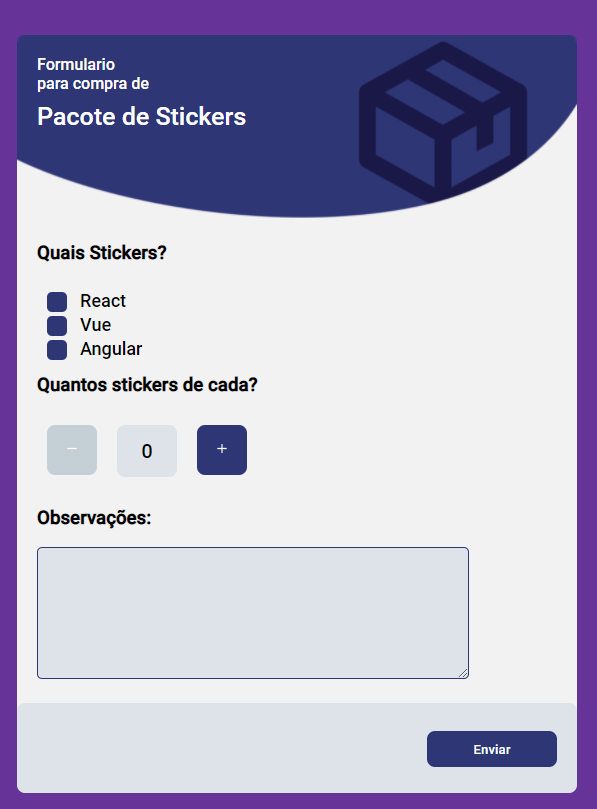 Formulario
para compra de
Pacote de Stickers
Quais Stickers?
React
Vue
Angular
Quantos stickers de cada?
− 0 +
Observações:
Enviar